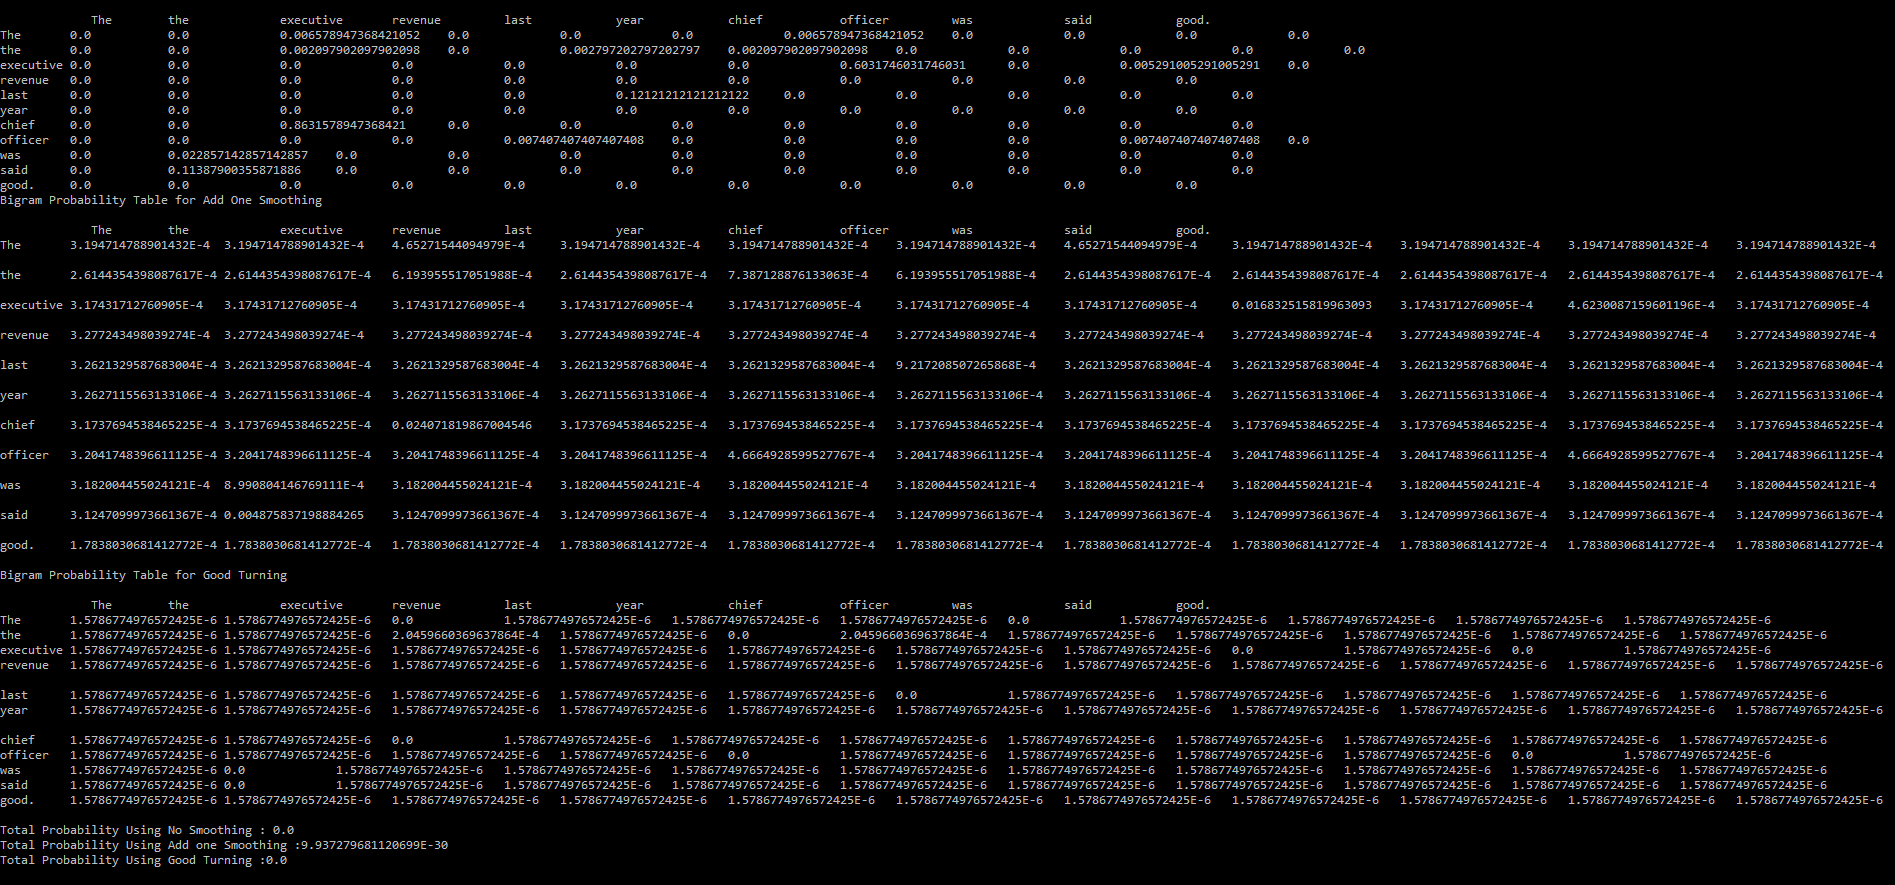 The the executive revenue last year chief officer was said good.
The 0.0 0.0 0.006578947368421052 0.0 0.0 0.0 0.006578947368421052 0.0 0.0 0.0 0.0
the 0.0 0.0 0.002097902097902098 0.0 0.002797202797202797 0.002097902097902098 0.0 0.0 0.0 0.0 0.0
executive 0.0 0.0 0.0 0.0 0.0 0.0 0.0 0.6031746031746031 0.0 0.005291005291005291 0.0
revenue 0.0 0.0 0.0 0.0 0.0 0.0 0.0 0.0 0.0 0.0 0.0
last 0.0 0.0 0.0 0.0 0.0 0.12121212121212122 0.0 0.0 0.0 0.0 0.0
year 0.0 0.0 0.0 0.0 0.0 0.0 0.0 0.0 0.0 0.0 0.0
chief 0.0 0.0 0.8631578947368421 0.0 0.0 0.0 0.0 0.0 0.0 0.0 0.0
officer 0.0 0.0 0.0 0.0 0.007407407407407408 0.0 0.0 0.0 0.0 0.007407407407407408 0.0
was 0.0 0.022857142857142857 0.0 0.0 0.0 0.0 0.0 0.0 0.0 0.0 0.0
said 0.0 0.11387900355871886 0.0 0.0 0.0 0.0 0.0 0.0 0.0 0.0 0.0
good. 0.0 0.0 0.0 0.0 0.0 0.0 0.0 0.0 0.0 0.0 0.0
Bigram Probability Table for Add One Smoothing
The the executive revenue last year chief officer was said good.
The 3.194714788901432E-4 3.194714788901432E-4 4.65271544094979E-4 3.194714788901432E-4 3.194714788901432E-4 3.194714788901432E-4 4.65271544094979E-4 3.194714788901432E-4 3.194714788901432E-4 3.194714788901432E-4 3.194714788901432E-4
the 2.6144354398087617E-4 2.6144354398087617E-4 6.193955517051988E-4 2.6144354398087617E-4 7.387128876133063E-4 6.193955517051988E-4 2.6144354398087617E-4 2.6144354398087617E-4 2.6144354398087617E-4 2.6144354398087617E-4 2.6144354398087617E-4
executive 3.17431712760905E-4 3.17431712760905E-4 3.17431712760905E-4 3.17431712760905E-4 3.17431712760905E-4 3.17431712760905E-4 3.17431712760905E-4 0.016832515819963093 3.17431712760905E-4 4.6230087159601196E-4 3.17431712760905E-4
revenue 3.277243498039274E-4 3.277243498039274E-4 3.277243498039274E-4 3.277243498039274E-4 3.277243498039274E-4 3.277243498039274E-4 3.277243498039274E-4 3.277243498039274E-4 3.277243498039274E-4 3.277243498039274E-4 3.277243498039274E-4
last 3.2621329587683004E-4 3.2621329587683004E-4 3.2621329587683004E-4 3.2621329587683004E-4 3.2621329587683004E-4 9.217208507265868E-4 3.2621329587683004E-4 3.2621329587683004E-4 3.2621329587683004E-4 3.2621329587683004E-4 3.2621329587683004E-4
year 3.2627115563133106E-4 3.2627115563133106E-4 3.2627115563133106E-4 3.2627115563133106E-4 3.2627115563133106E-4 3.2627115563133106E-4 3.2627115563133106E-4 3.2627115563133106E-4 3.2627115563133106E-4 3.2627115563133106E-4 3.2627115563133106E-4
chief 3.1737694538465225E-4 3.1737694538465225E-4 0.024071819867004546 3.1737694538465225E-4 3.1737694538465225E-4 3.1737694538465225E-4 3.1737694538465225E-4 3.1737694538465225E-4 3.1737694538465225E-4 3.1737694538465225E-4 3.1737694538465225E-4
officer 3.2041748396611125E-4 3.2041748396611125E-4 3.2041748396611125E-4 3.2041748396611125E-4 4.6664928599527767E-4 3.2041748396611125E-4 3.2041748396611125E-4 3.2041748396611125E-4 3.2041748396611125E-4 4.6664928599527767E-4 3.2041748396611125E-4
was 3.182004455024121E-4 8.990804146769111E-4 3.182004455024121E-4 3.182004455024121E-4 3.182004455024121E-4 3.182004455024121E-4 3.182004455024121E-4 3.182004455024121E-4 3.182004455024121E-4 3.182004455024121E-4 3.182004455024121E-4
said 3.1247099973661367E-4 0.004875837198884265 3.1247099973661367E-4 3.1247099973661367E-4 3.1247099973661367E-4 3.1247099973661367E-4 3.1247099973661367E-4 3.1247099973661367E-4 3.1247099973661367E-4 3.1247099973661367E-4 3.1247099973661367E-4
good. 1.7838030681412772E-4 1.7838030681412772E-4 1.7838030681412772E-4 1.7838030681412772E-4 1.7838030681412772E-4 1.7838030681412772E-4 1.7838030681412772E-4 1.7838030681412772E-4 1.7838030681412772E-4 1.7838030681412772E-4 1.7838030681412772E-4
Bigram Probability Table for Good Turning
The the executive revenue last year chief officer was said good.
The 1.5786774976572425E-6 1.5786774976572425E-6 0.0 1.5786774976572425E-6 1.5786774976572425E-6 1.5786774976572425E-6 0.0 1.5786774976572425E-6 1.5786774976572425E-6 1.5786774976572425E-6 1.5786774976572425E-6
the 1.5786774976572425E-6 1.5786774976572425E-6 2.0459660369637864E-4 1.5786774976572425E-6 0.0 2.0459660369637864E-4 1.5786774976572425E-6 1.5786774976572425E-6 1.5786774976572425E-6 1.5786774976572425E-6 1.5786774976572425E-6
executive 1.5786774976572425E-6 1.5786774976572425E-6 1.5786774976572425E-6 1.5786774976572425E-6 1.5786774976572425E-6 1.5786774976572425E-6 1.5786774976572425E-6 0.0 1.5786774976572425E-6 0.0 1.5786774976572425E-6
revenue 1.5786774976572425E-6 1.5786774976572425E-6 1.5786774976572425E-6 1.5786774976572425E-6 1.5786774976572425E-6 1.5786774976572425E-6 1.5786774976572425E-6 1.5786774976572425E-6 1.5786774976572425E-6 1.5786774976572425E-6 1.5786774976572425E-6
last 1.5786774976572425E-6 1.5786774976572425E-6 1.5786774976572425E-6 1.5786774976572425E-6 1.5786774976572425E-6 0.0 1.5786774976572425E-6 1.5786774976572425E-6 1.5786774976572425E-6 1.5786774976572425E-6 1.5786774976572425E-6
year 1.5786774976572425E-6 1.5786774976572425E-6 1.5786774976572425E-6 1.5786774976572425E-6 1.5786774976572425E-6 1.5786774976572425E-6 1.5786774976572425E-6 1.5786774976572425E-6 1.5786774976572425E-6 1.5786774976572425E-6 1.5786774976572425E-6
chief 1.5786774976572425E-6 1.5786774976572425E-6 0.0 1.5786774976572425E-6 1.5786774976572425E-6 1.5786774976572425E-6 1.5786774976572425E-6 1.5786774976572425E-6 1.5786774976572425E-6 1.5786774976572425E-6 1.5786774976572425E-6
officer 1.5786774976572425E-6 1.5786774976572425E-6 1.5786774976572425E-6 1.5786774976572425E-6 0.0 1.5786774976572425E-6 1.5786774976572425E-6 1.5786774976572425E-6 1.5786774976572425E-6 0.0 1.5786774976572425E-6
was 1.5786774976572425E-6 0.0 1.5786774976572425E-6 1.5786774976572425E-6 1.5786774976572425E-6 1.5786774976572425E-6 1.5786774976572425E-6 1.5786774976572425E-6 1.5786774976572425E-6 1.5786774976572425E-6 1.5786774976572425E-6
said 1.5786774976572425E-6 0.0 1.5786774976572425E-6 1.5786774976572425E-6 1.5786774976572425E-6 1.5786774976572425E-6 1.5786774976572425E-6 1.5786774976572425E-6 1.5786774976572425E-6 1.5786774976572425E-6 1.5786774976572425E-6
good. 1.5786774976572425E-6 1.5786774976572425E-6 1.5786774976572425E-6 1.5786774976572425E-6 1.5786774976572425E-6 1.5786774976572425E-6 1.5786774976572425E-6 1.5786774976572425E-6 1.5786774976572425E-6 1.5786774976572425E-6 1.5786774976572425E-6
Total Probability Using No Smoothing : 0.0
Total Probability Using Add one Smoothing :9.937279681120699E-30
Total Probability Using Good Turning :0.0